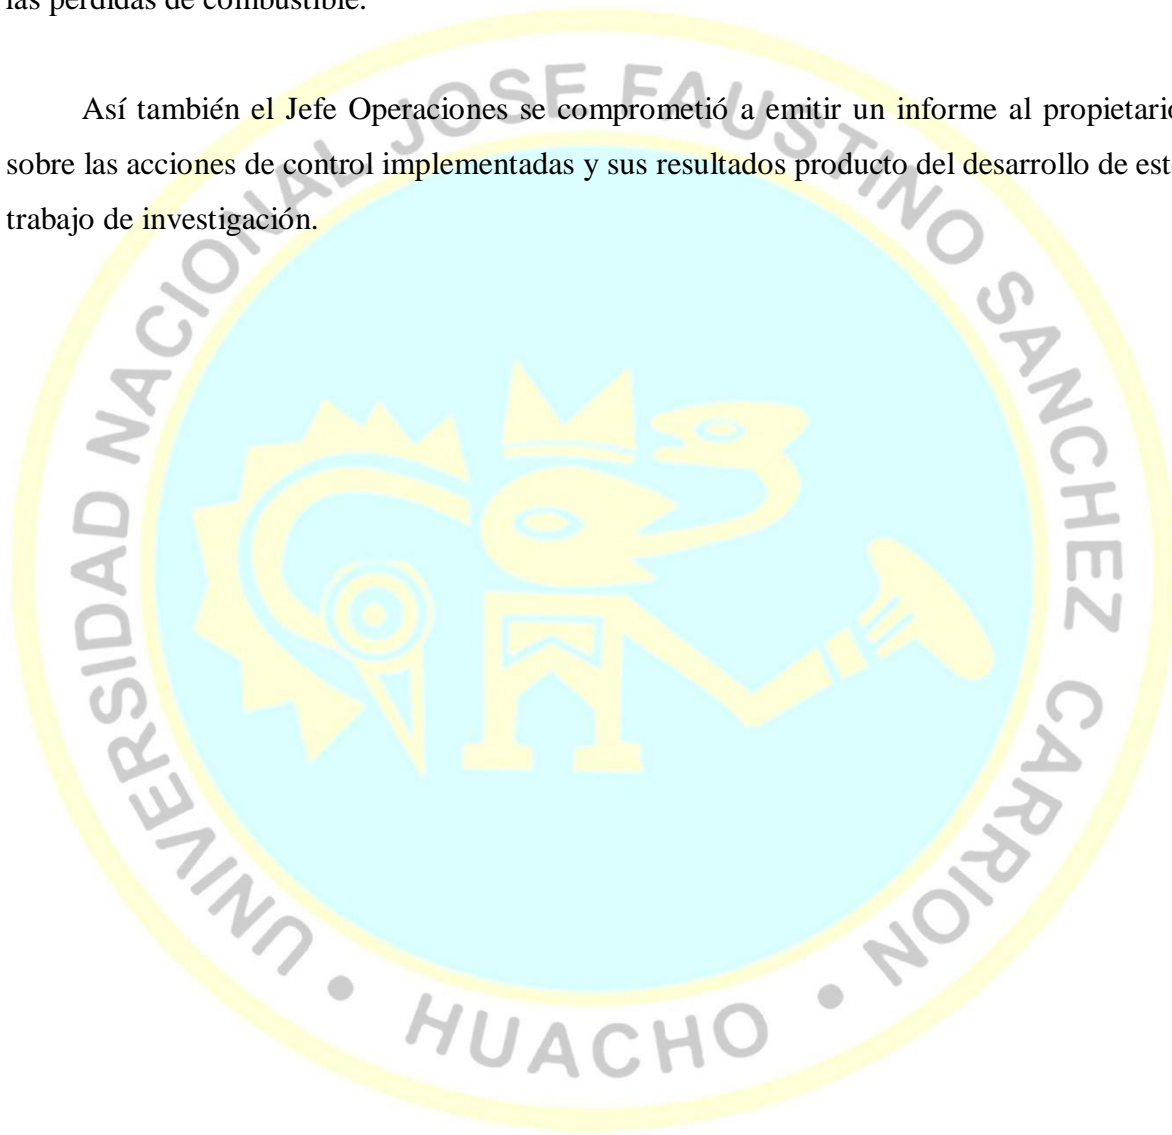 las pérdidas de combustible.
Así también el Jefe Operaciones se comprometió a emitir un informe al propietario
sobre las acciones de control implementadas y sus resultados producto del desarrollo de est
trabajo de investigación.
UNIVERSIDAD NACIONAL JOSE FAUSTINO SANCHEZ CARRION • HUACHO •